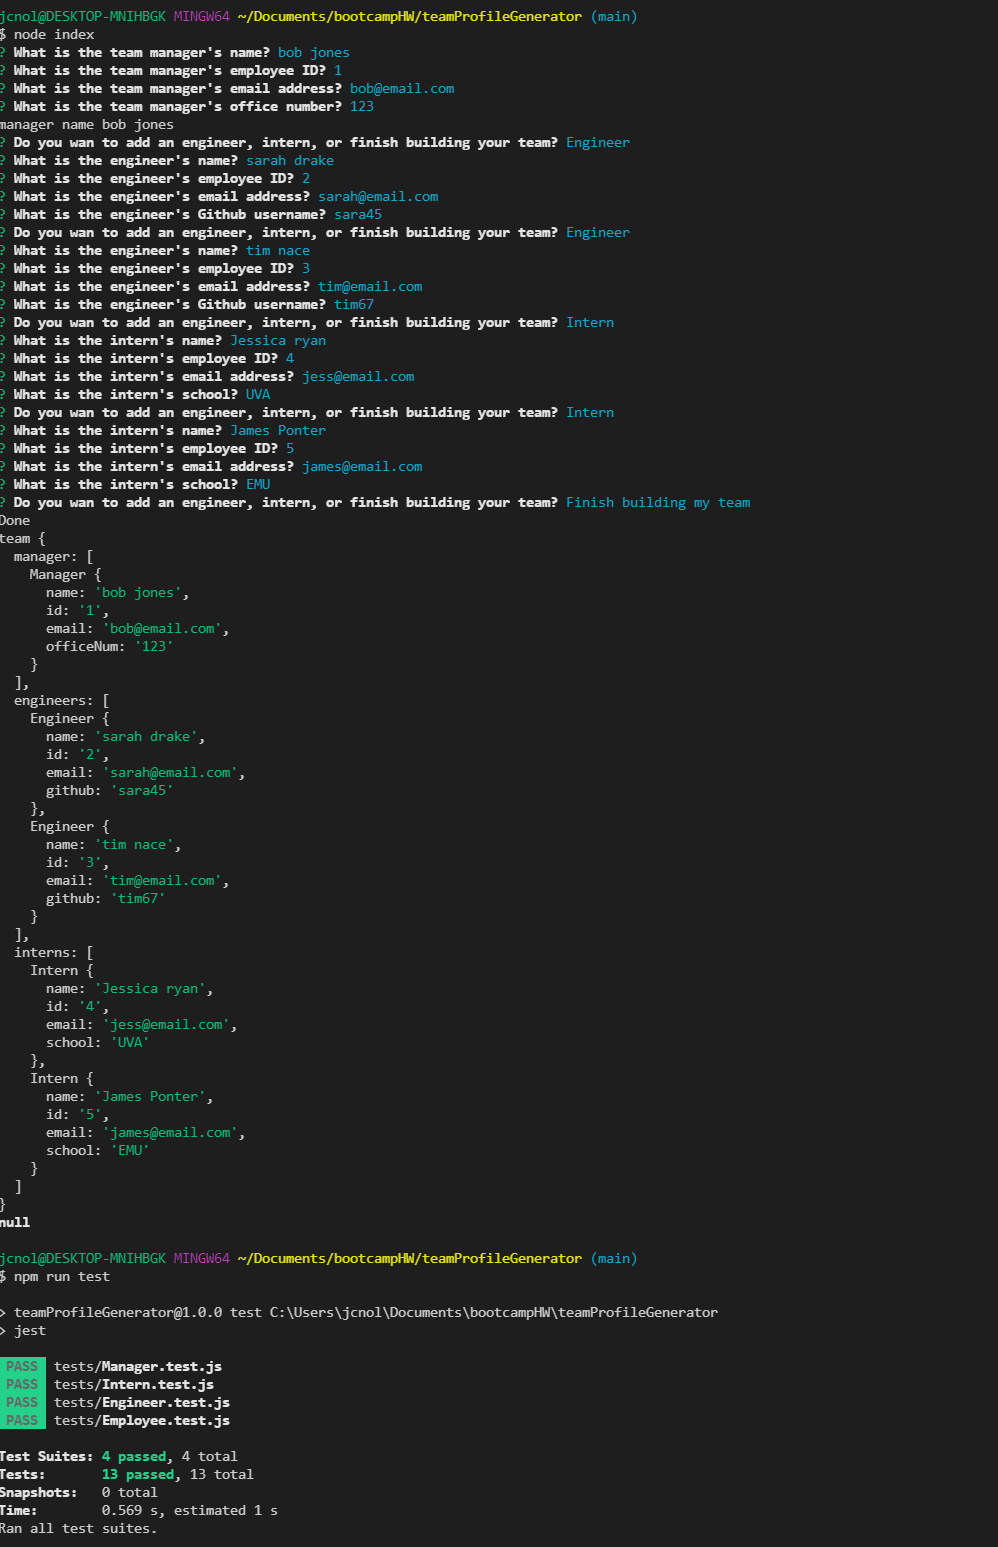 jcnol@DESKTOP-MNIHBGK MINGW64 ~/Documents/bootcampHW/teamProfileGenerator (main)
$ node index
? What is the team manager's name? bob jones
? What is the team manager's employee ID? 1
? What is the team manager's email address? bob@email.com
? What is the team manager's office number? 123
manager name bob jones
? Do you wan to add an engineer, intern, or finish building your team? Engineer
? What is the engineer's name? sarah drake
? What is the engineer's employee ID? 2
? What is the engineer's email address? sarah@email.com
? What is the engineer's Github username? sara45
? Do you wan to add an engineer, intern, or finish building your team? Engineer
? What is the engineer's name? tim nace
? What is the engineer's employee ID? 3
? What is the engineer's email address? tim@email.com
? What is the engineer's Github username? tim67
? Do you wan to add an engineer, intern, or finish building your team? Intern
? What is the intern's name? Jessica ryan
? What is the intern's employee ID? 4
? What is the intern's email address? jess@email.com
? What is the intern's school? UVA
? Do you wan to add an engineer, intern, or finish building your team? Intern
? What is the intern's name? James Ponter
? What is the intern's employee ID? 5
? What is the intern's email address? james@email.com
? What is the intern's school? EMU
? Do you wan to add an engineer, intern, or finish building your team? Finish building my team
Done
team {
  manager: [
    Manager {
      name: 'bob jones',
      id: '1',
      email: 'bob@email.com',
      officeNum: '123'
    }
  ],
  engineers: [
    Engineer {
      name: 'sarah drake',
      id: '2',
      email: 'sarah@email.com',
      github: 'sara45'
    },
    Engineer {
      name: 'tim nace',
      id: '3',
      email: 'tim@email.com',
      github: 'tim67'
    }
  ],
  interns: [
    Intern {
      name: 'Jessica ryan',
      id: '4',
      email: 'jess@email.com',
      school: 'UVA'
    },
    Intern {
      name: 'James Ponter',
      id: '5',
      email: 'james@email.com',
      school: 'EMU'
    }
  ]
}
null
jcnol@DESKTOP-MNIHBGK MINGW64 ~/Documents/bootcampHW/teamProfileGenerator (main)
$ npm run test
> teamProfileGenerator@1.0.0 test C:\Users\jcnol\Documents\bootcampHW\teamProfileGenerator
> jest
PASS tests/Manager.test.js
PASS tests/Intern.test.js
PASS tests/Engineer.test.js
PASS tests/Employee.test.js
Test Suites: 4 passed, 4 total
Tests:       13 passed, 13 total
Snapshots:   0 total
Time:        0.569 s, estimated 1 s
Ran all test suites.